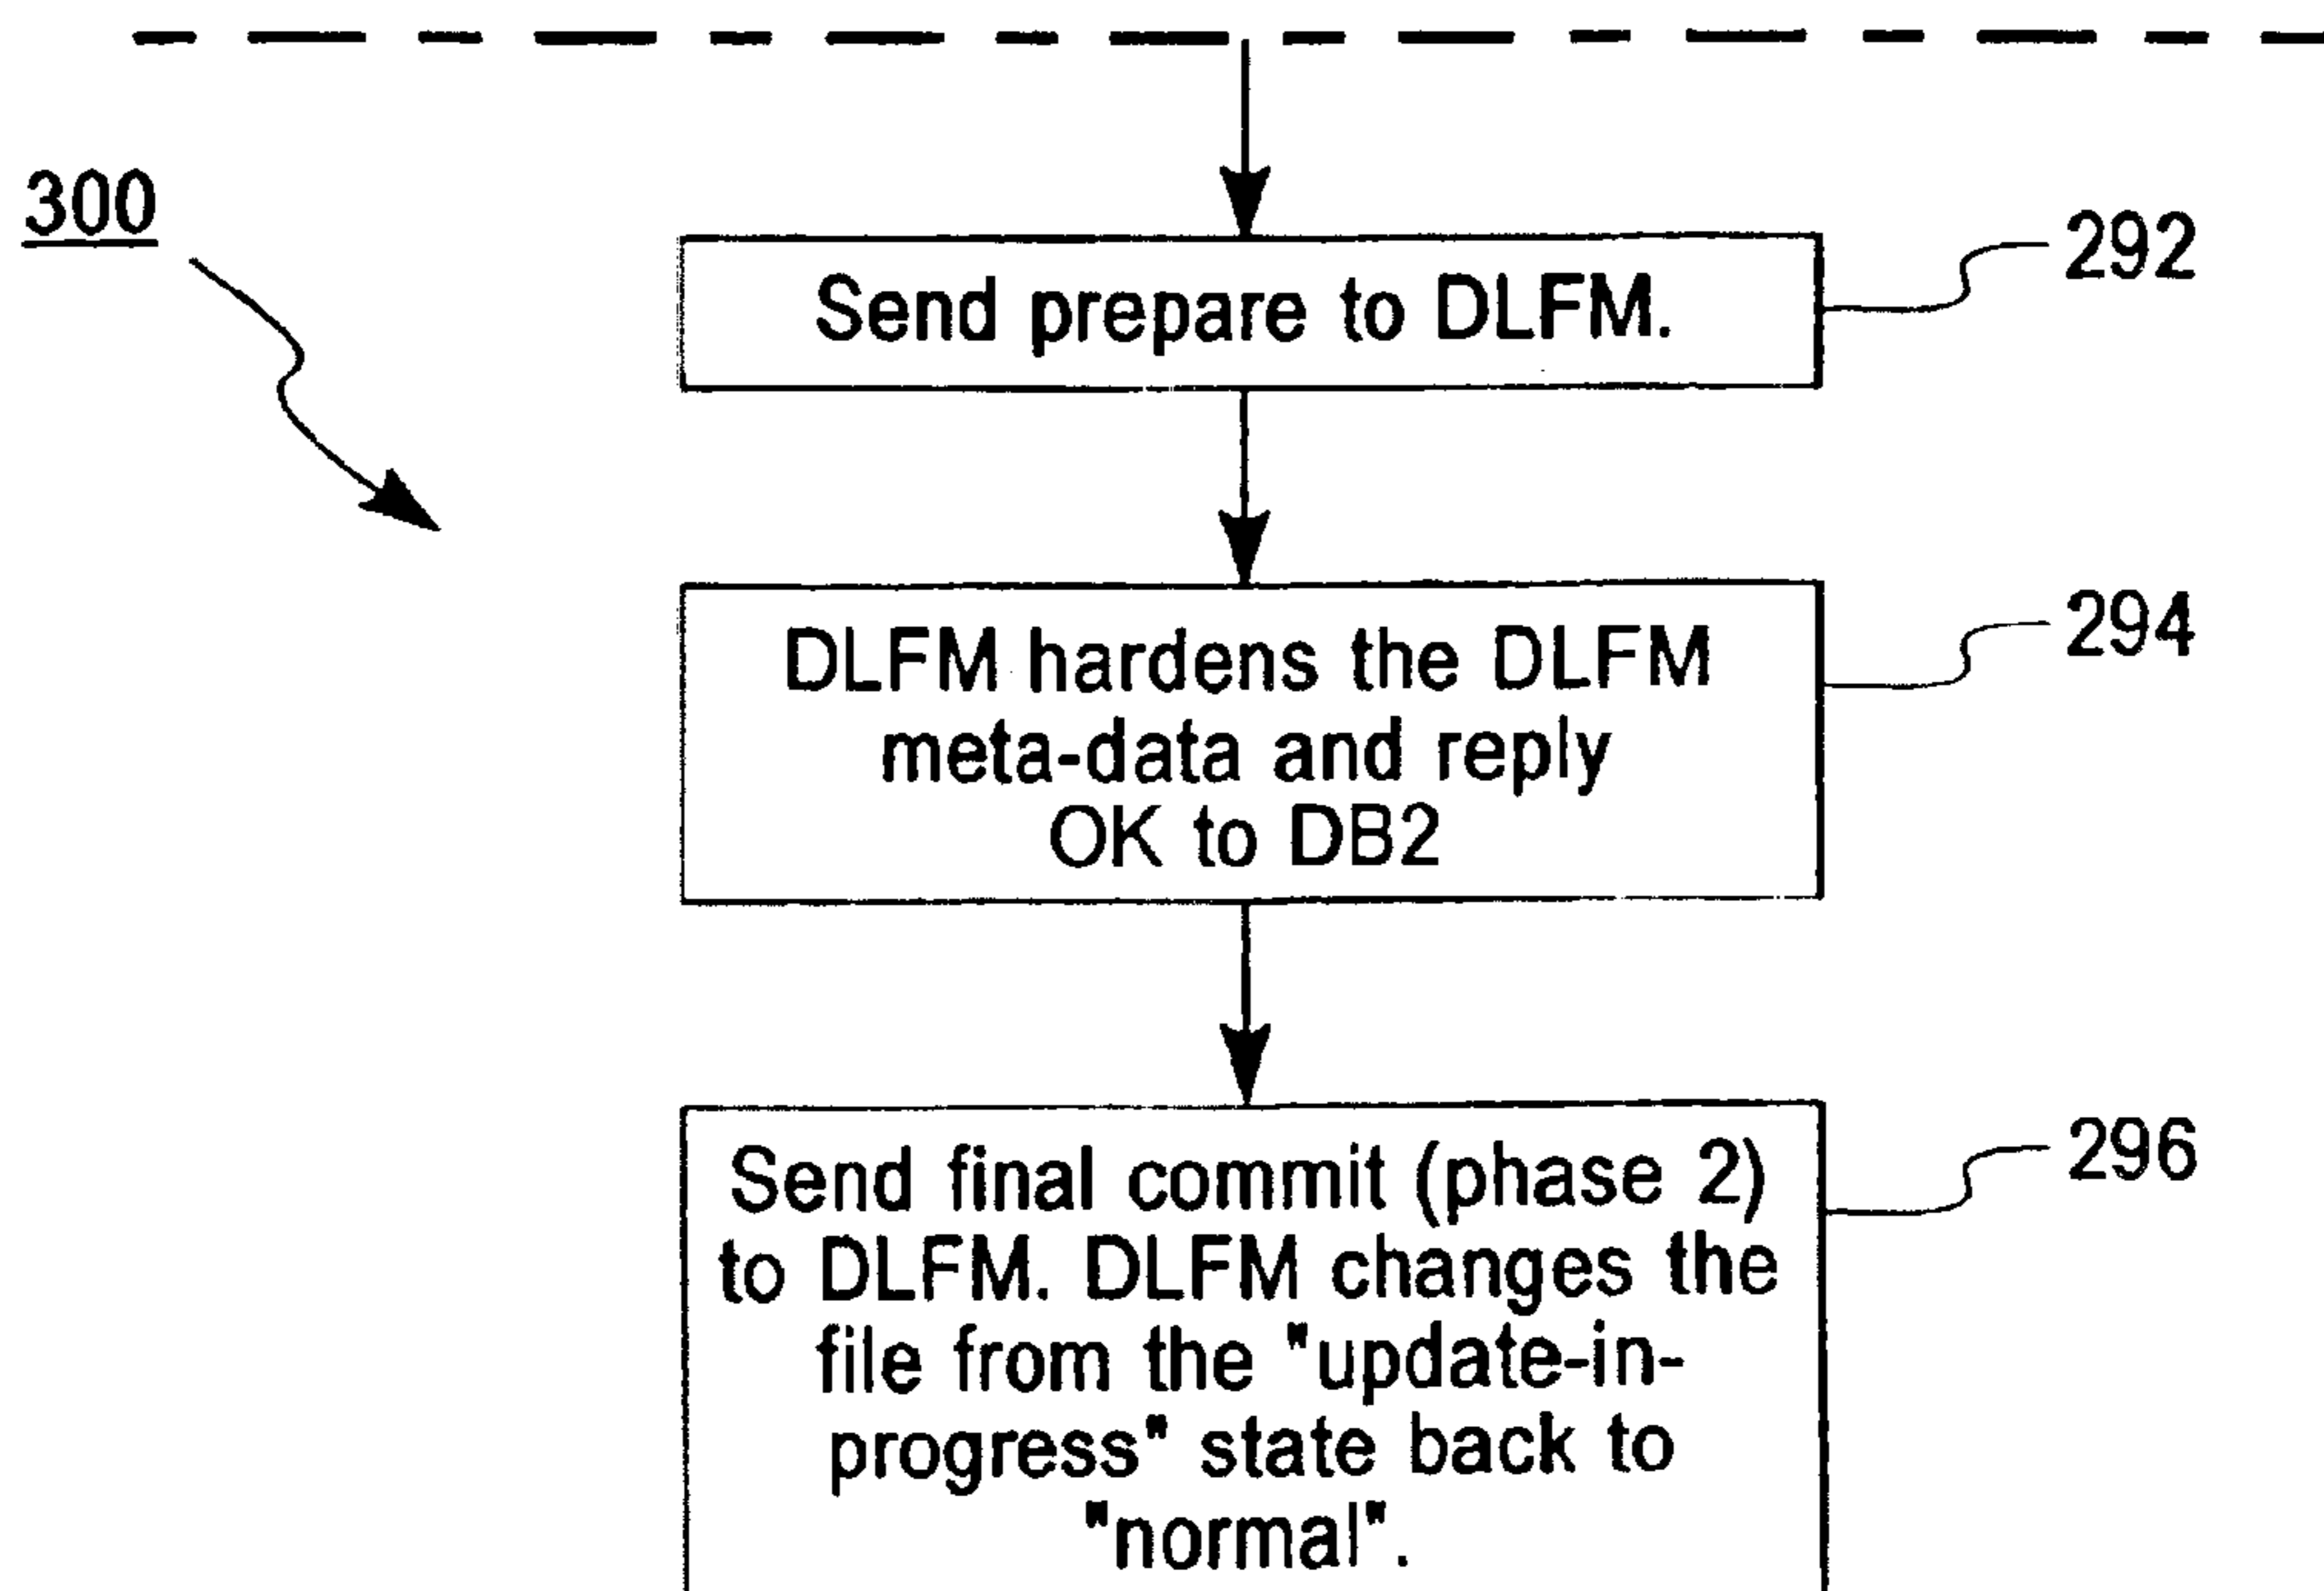 300
Send prepare to DLFM.
292
DLFM hardens the DLFM
meta-data and reply
OK to DB2
294
Send final commit (phase 2)
to DLFM. DLFM changes the
file from the "update-in-
progress" state back to
"normal".
296